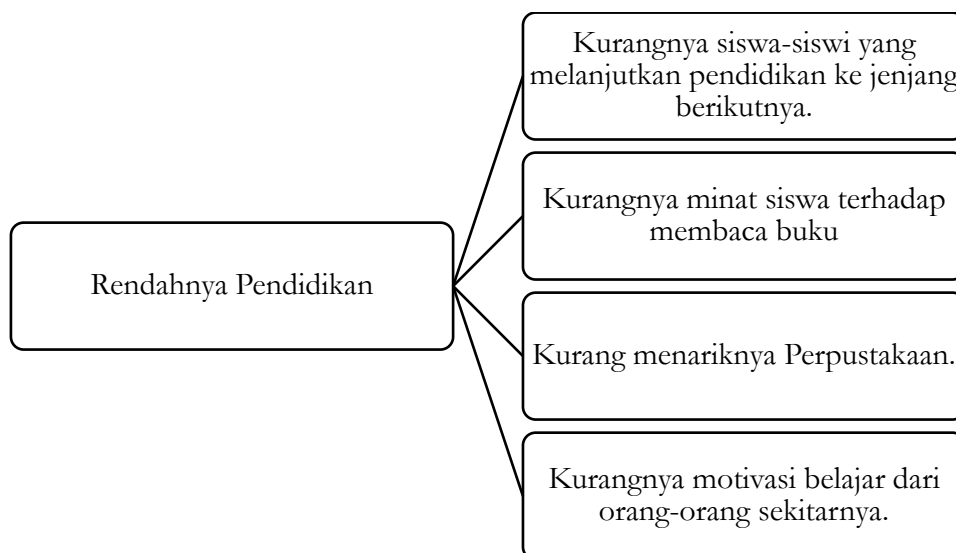 Rendahnya Pendidikan
Kurangnya siswa-siswi yang
melanjutkan pendidikan ke jenjang
berikutnya.
Kurangnya minat siswa terhadap
membaca buku
Kurang menariknya Perpustakaan.
Kurangnya motivasi belajar dari
orang-orang sekitarnya.